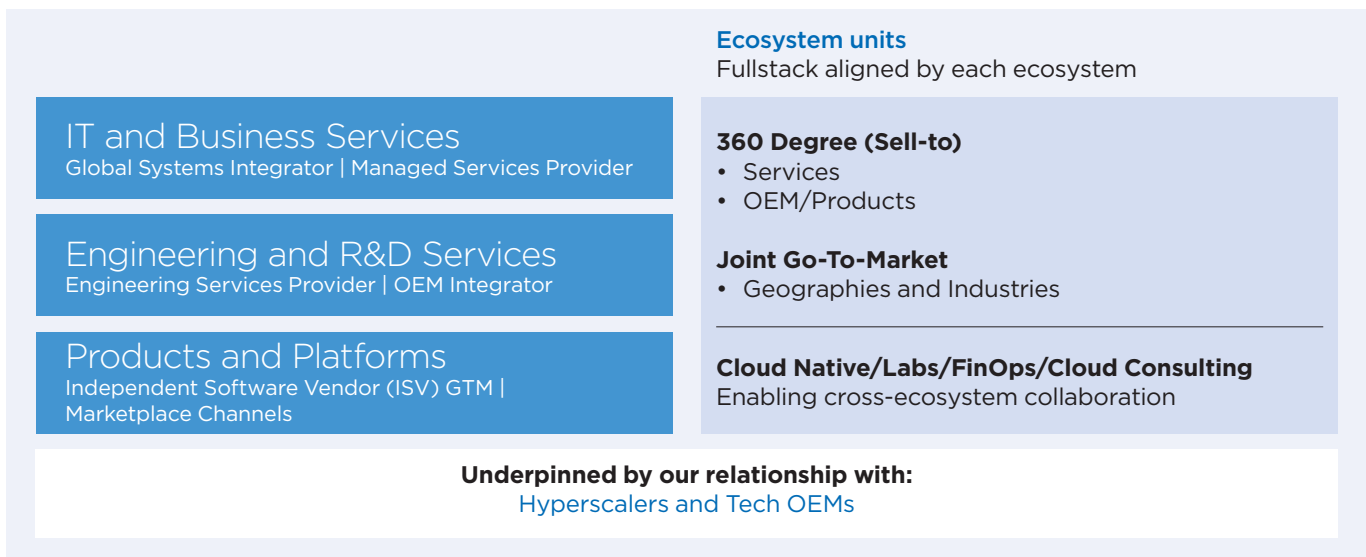 Ecosystem units
Fullstack aligned by each ecosystem
IT and Business Services
Global Systems Integrator | Managed Services Provider
Engineering and R&D Services
Engineering Services Provider | OEM Integrator
Products and Platforms
Independent Software Vendor (ISV) GTM |
Marketplace Channels
360 Degree (Sell-to)
• Services
• OEM/Products
Joint Go-To-Market
• Geographies and Industries
Cloud Native/Labs/FinOps/Cloud Consulting
Enabling cross-ecosystem collaboration
Underpinned by our relationship with:
Hyperscalers and Tech OEMs